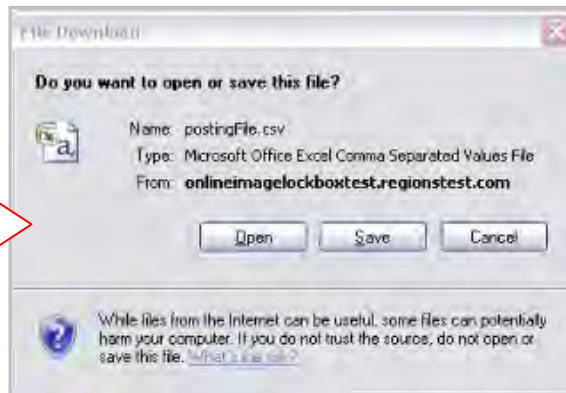 File Download
Do you want to open or save this file?
Name: postingFile.csv
Type: Microsoft Office Excel Comma Separated Values File
From: onlineimagelockboxtest.regionstest.com
Open Save Cancel
While files from the Internet can be useful, some files can potentially
harm your computer. If you do not trust the source, do not open or
save this file. What's the risk?